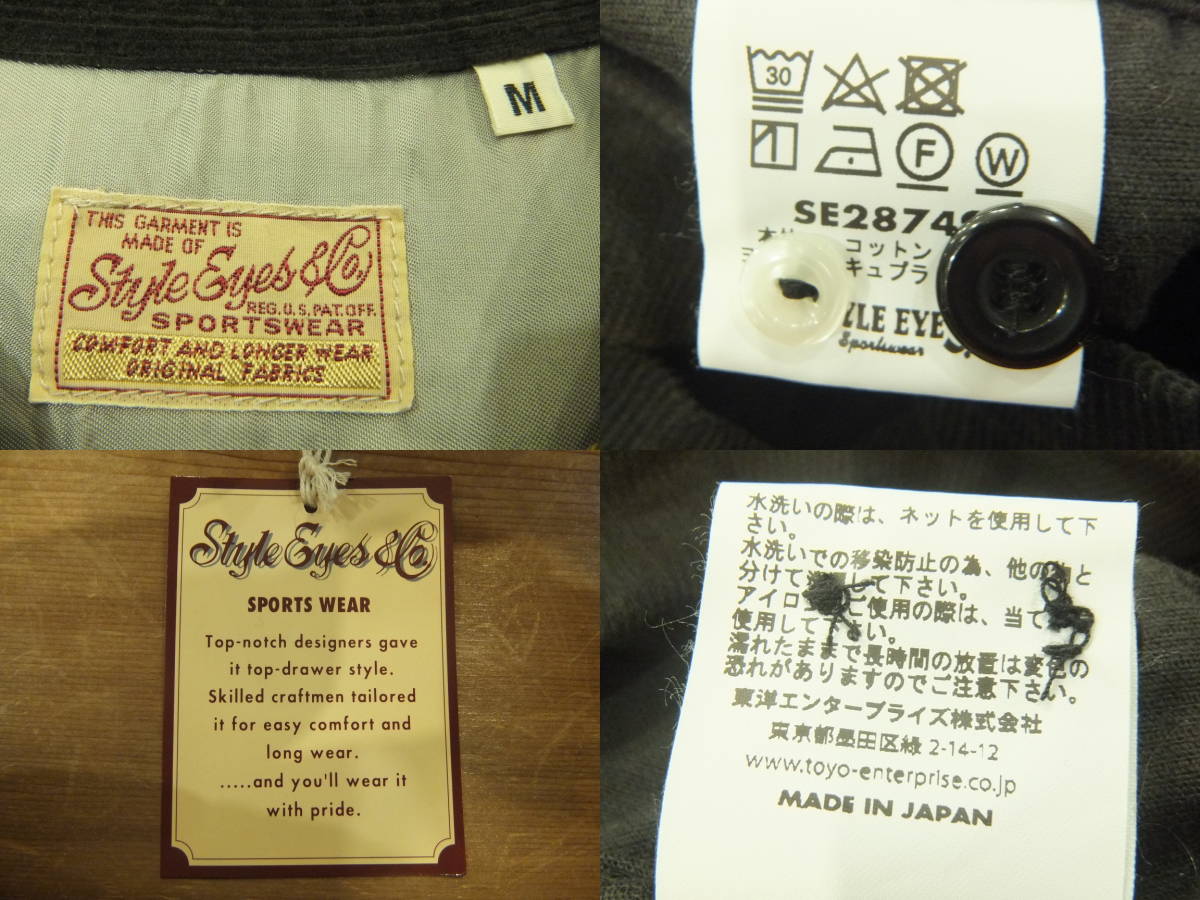 M
THIS GARMENT IS
MADE OF
Style Eyes & Co.
REG. U.S. PAT. OFF.
SPORTSWEAR
COMFORT AND LONGER WEAR
ORIGINAL FABRICS
30
F W
SE2874
コットン
キュプラ
YLE EYE
Sportswear
Style Eyes & Co.
SPORTS WEAR
Top-notch designers gave
it top-drawer style.
Skilled craftmen tailored
it for easy comfort and
long wear.
.....and you'll wear it
with pride.
水洗いの際は、ネットを使用して下
さい。
水洗いでの移染防止の為、他の
と
分けて
して下さい。
アイロン
ご使用の際は、当て
使用して下さい。
濡れたままで長時間の放置は変色の
恐れがありますのでご注意下さい。
東洋エンタープライズ株式会社
東京都墨田区緑 2-14-12
www.toyo-enterprise.co.jp
MADE IN JAPAN